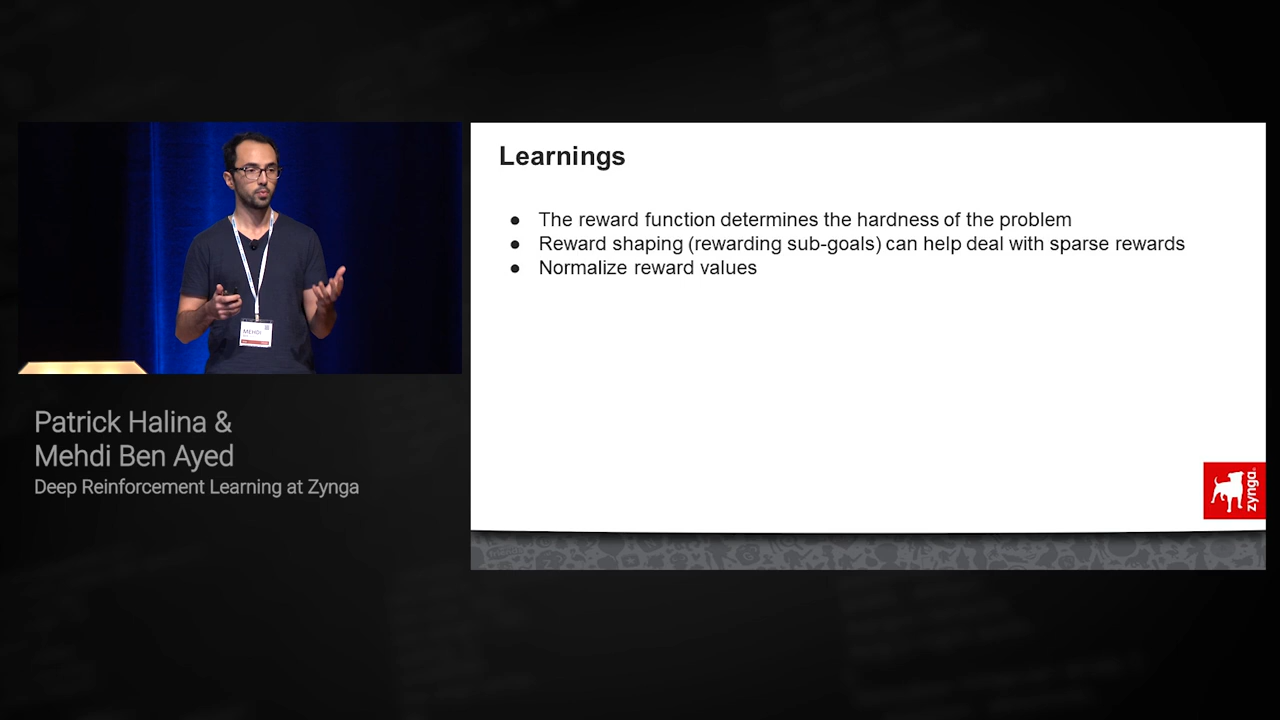 Learnings
● The reward function determines the hardness of the problem
● Reward shaping (rewarding sub-goals) can help deal with sparse rewards
● Normalize reward values
zynga
MEHDI
Patrick Halina &
Mehdi Ben Ayed
Deep Reinforcement Learning at Zynga